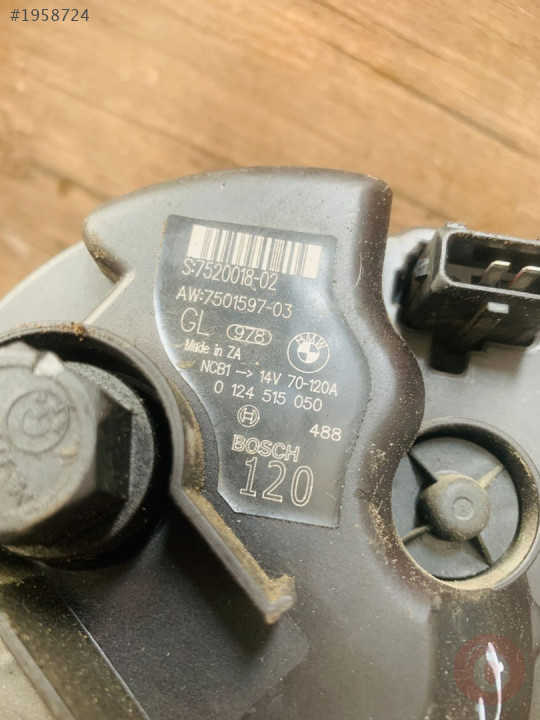 #1958724
S:7520018-02
AW:7501597-03
GL 978
BMW
Made in ZA
NCB1 → 14V 70-120A
0 124 515 050
488
BOSCH
120